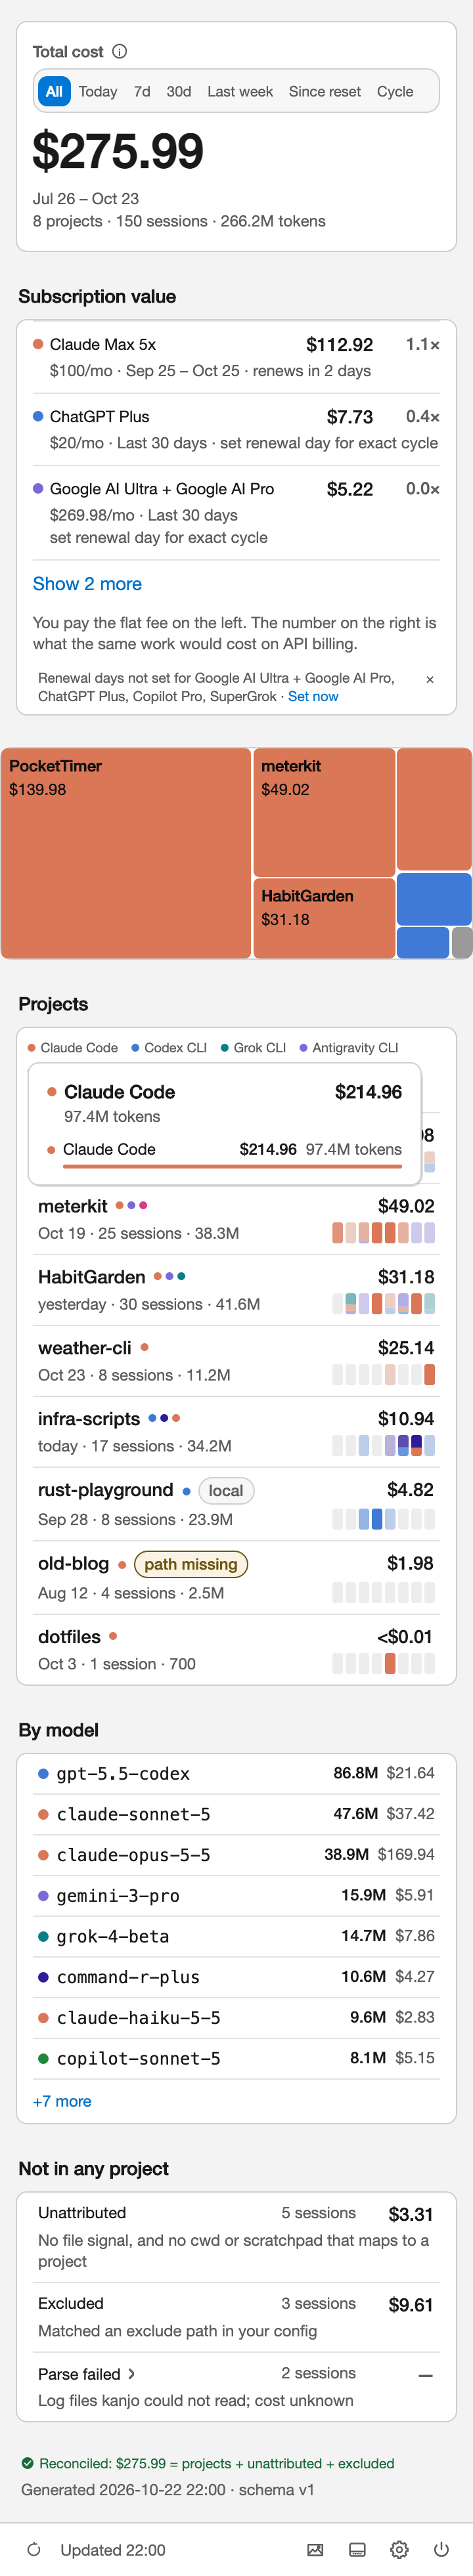 Total cost
All Today 7d 30d Last week Since reset Cycle
$275.99
Jul 26 – Oct 23
8 projects · 150 sessions · 266.2M tokens
Subscription value
Claude Max 5x $112.92 1.1×
$100/mo · Sep 25 – Oct 25 · renews in 2 days
ChatGPT Plus $7.73 0.4×
$20/mo · Last 30 days · set renewal day for exact cycle
Google AI Ultra + Google AI Pro $5.22 0.0×
$269.98/mo · Last 30 days
set renewal day for exact cycle
Show 2 more
You pay the flat fee on the left. The number on the right is
what the same work would cost on API billing.
Renewal days not set for Google AI Ultra + Google AI Pro, ×
ChatGPT Plus, Copilot Pro, SuperGrok · Set now
PocketTimer
$139.98
meterkit
$49.02
HabitGarden
$31.18
Projects
Claude Code Codex CLI Grok CLI Antigravity CLI
Claude Code $214.96
97.4M tokens
Claude Code $214.96 97.4M tokens
meterkit $49.02
Oct 19 · 25 sessions · 38.3M
HabitGarden $31.18
yesterday · 30 sessions · 41.6M
weather-cli $25.14
Oct 23 · 8 sessions · 11.2M
infra-scripts $10.94
today · 17 sessions · 34.2M
rust-playground local $4.82
Sep 28 · 8 sessions · 23.9M
old-blog path missing $1.98
Aug 12 · 4 sessions · 2.5M
dotfiles <$0.01
Oct 3 · 1 session · 700
By model
gpt-5.5-codex 86.8M $21.64
claude-sonnet-5 47.6M $37.42
claude-opus-5-5 38.9M $169.94
gemini-3-pro 15.9M $5.91
grok-4-beta 14.7M $7.86
command-r-plus 10.6M $4.27
claude-haiku-5-5 9.6M $2.83
copilot-sonnet-5 8.1M $5.15
+7 more
Not in any project
Unattributed 5 sessions $3.31
No file signal, and no cwd or scratchpad that maps to a
project
Excluded 3 sessions $9.61
Matched an exclude path in your config
Parse failed > 2 sessions —
Log files kanjo could not read; cost unknown
Reconciled: $275.99 = projects + unattributed + excluded
Generated 2026-10-22 22:00 · schema v1
Updated 22:00